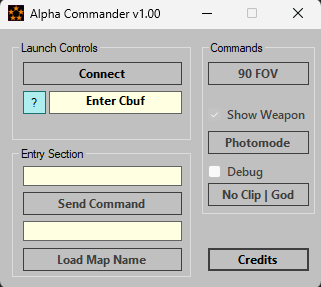 Alpha Commander v1.00
Launch Controls
Connect
?
Enter Cbuf
Entry Section
Send Command
Load Map Name
Commands
90 FOV
Show Weapon
Photomode
Debug
No Clip | God
Credits